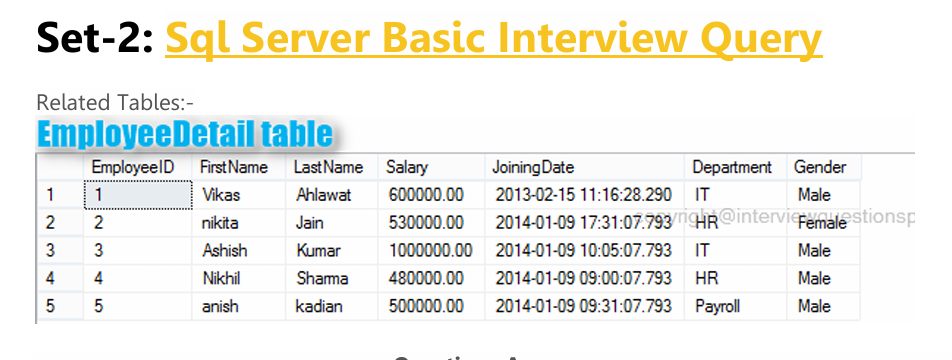 Set-2: Sql Server Basic Interview Query
Related Tables:-
EmployeeDetail table
EmployeeID FirstName LastName Salary JoiningDate Department Gender
1 1 Vikas Ahlawat 600000.00 2013-02-15 11:16:28.290 IT Male
copyright@interviewquestionsp
2 2 nikita Jain 530000.00 2014-01-09 17:31:07.793 HR Female
3 3 Ashish Kumar 1000000.00 2014-01-09 10:05:07.793 IT Male
4 4 Nikhil Sharma 480000.00 2014-01-09 09:00:07.793 HR Male
5 5 anish kadian 500000.00 2014-01-09 09:31:07.793 Payroll Male